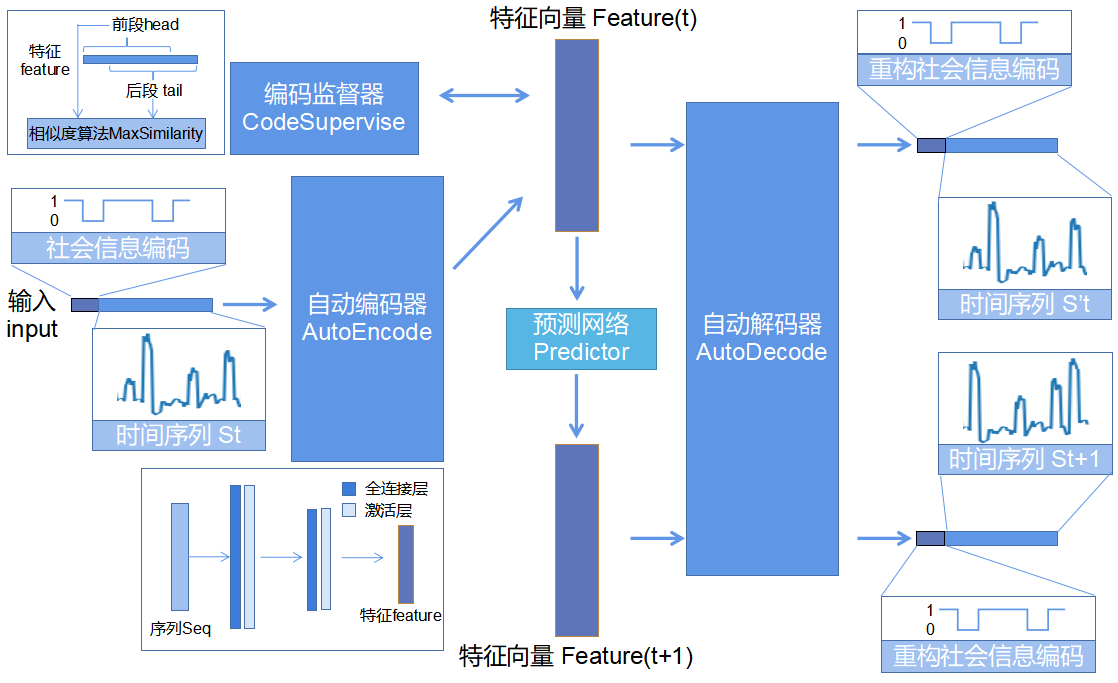 特征向量 Feature(t)
前段head
特征
feature
后段 tail
相似度算法MaxSimilarity
编码监督器
CodeSupervise
1
0
重构社会信息编码
1
0
社会信息编码
输入
input
自动编码器
AutoEncode
预测网络
Predictor
自动解码器
AutoDecode
时间序列 S't
时间序列 St
时间序列 St+1
全连接层
激活层
序列Seq
特征feature
特征向量 Feature(t+1)
1
0
重构社会信息编码